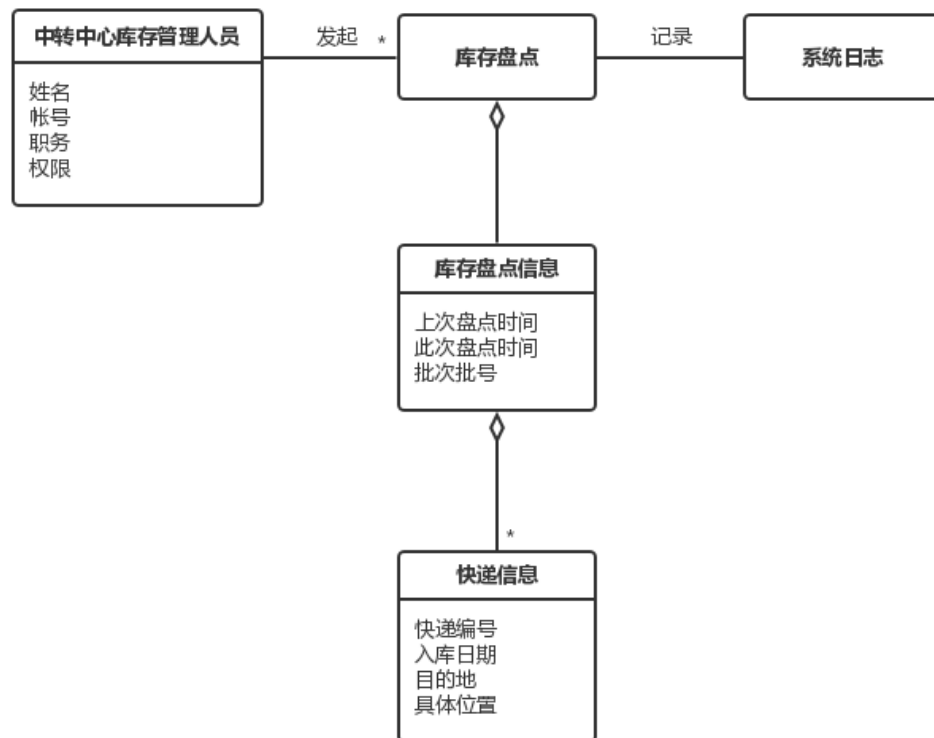 中转中心库存管理人员
姓名
帐号
职务
权限
发起
*
库存盘点
记录
系统日志
库存盘点信息
上次盘点时间
此次盘点时间
批次批号
*
快递信息
快递编号
入库日期
目的地
具体位置